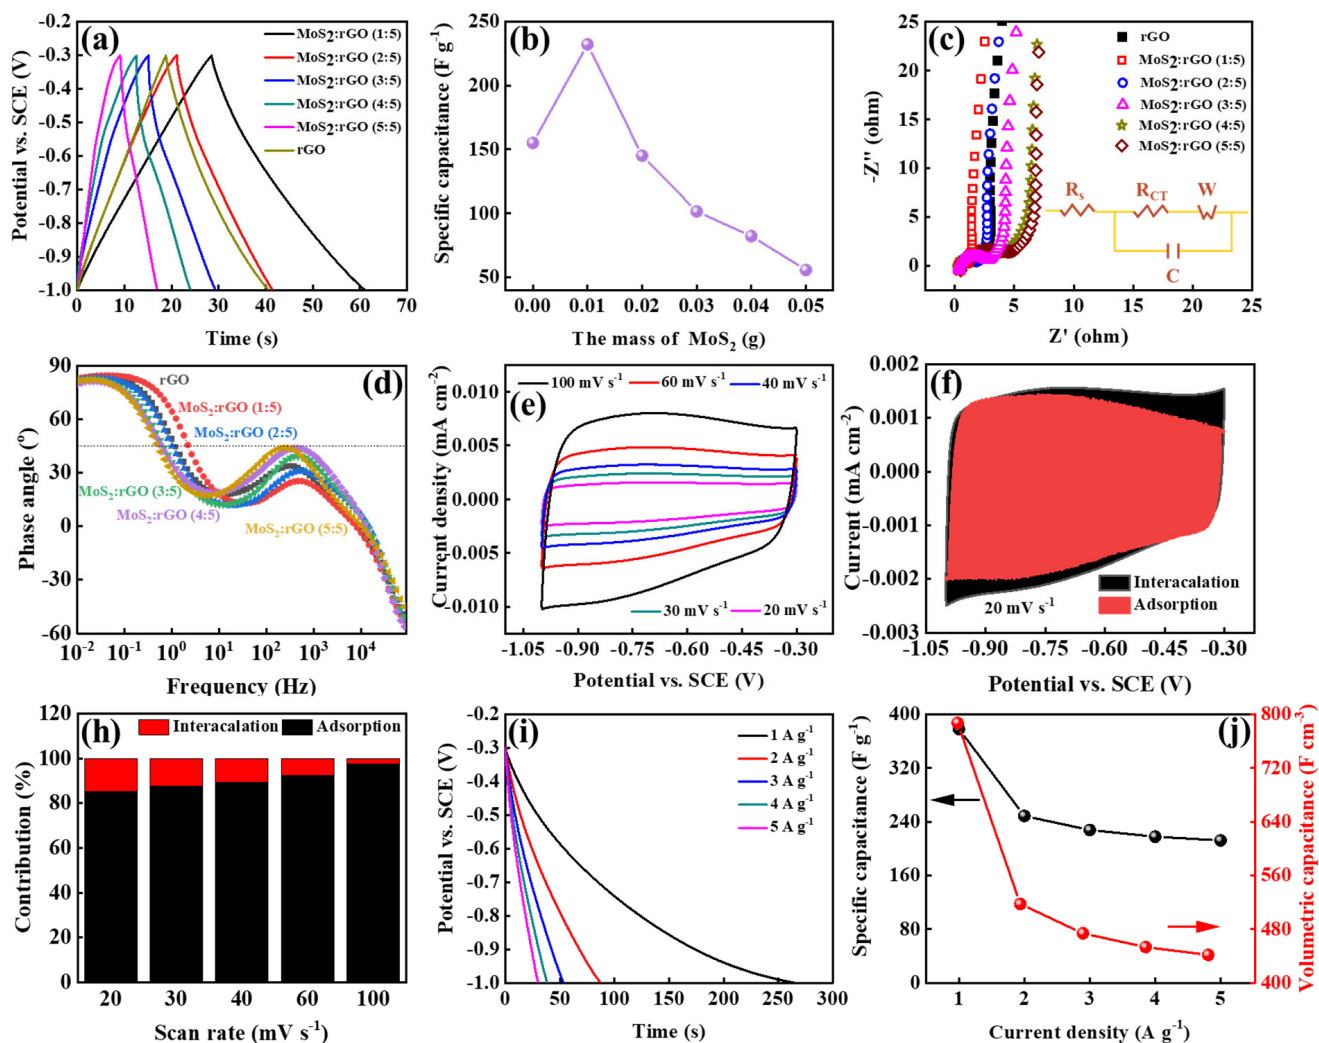 (a)
MoS2:rGO (1:5)
MoS2:rGO (2:5)
MoS2:rGO (3:5)
MoS2:rGO (4:5)
MoS2:rGO (5:5)
rGO
Potential vs. SCE (V)
-0.2
-0.3
-0.4
-0.5
-0.6
-0.7
-0.8
-0.9
-1.0
0 10 20 30 40 50 60 70
Time (s)
(b)
Specific capacitance (F g⁻¹)
250
200
150
100
50
0.00 0.01 0.02 0.03 0.04 0.05
The mass of MoS₂ (g)
(c)
rGO
MoS2:rGO (1:5)
MoS2:rGO (2:5)
MoS2:rGO (3:5)
MoS2:rGO (4:5)
MoS2:rGO (5:5)
-Z'' (ohm)
25
20
15
10
5
0
Rs RCT W
C
0 5 10 15 20 25
Z' (ohm)
(d)
Phase angle (°)
90
60
30
0
-30
-60
rGO
MoS₂:rGO (1:5)
MoS₂:rGO (2:5)
MoS₂:rGO (3:5)
MoS₂:rGO (4:5)
MoS₂:rGO (5:5)
10⁻² 10⁻¹ 10⁰ 10¹ 10² 10³ 10⁴
Frequency (Hz)
(e)
100 mV s⁻¹ 60 mV s⁻¹ 40 mV s⁻¹
30 mV s⁻¹ 20 mV s⁻¹
Current density (mA cm⁻²)
0.010
0.005
0.000
-0.005
-0.010
-1.05 -0.90 -0.75 -0.60 -0.45 -0.30
Potential vs. SCE (V)
(f)
Current (mA cm⁻²)
0.002
0.001
0.000
-0.001
-0.002
-0.003
20 mV s⁻¹
Interacalation
Adsorption
-1.05 -0.90 -0.75 -0.60 -0.45 -0.30
Potential vs. SCE (V)
(h)
Interacalation Adsorption
Contribution (%)
120
100
80
60
40
20
0
20 30 40 60 100
Scan rate (mV s⁻¹)
(i)
1 A g⁻¹
2 A g⁻¹
3 A g⁻¹
4 A g⁻¹
5 A g⁻¹
Potential vs. SCE (V)
-0.2
-0.3
-0.4
-0.5
-0.6
-0.7
-0.8
-0.9
-1.0
0 50 100 150 200 250 300
Time (s)
(j)
Specific capacitance (F g⁻¹)
400
320
240
160
80
0
Volumetric capacitance (F cm⁻³)
800
720
640
560
480
400
1 2 3 4 5
Current density (A g⁻¹)